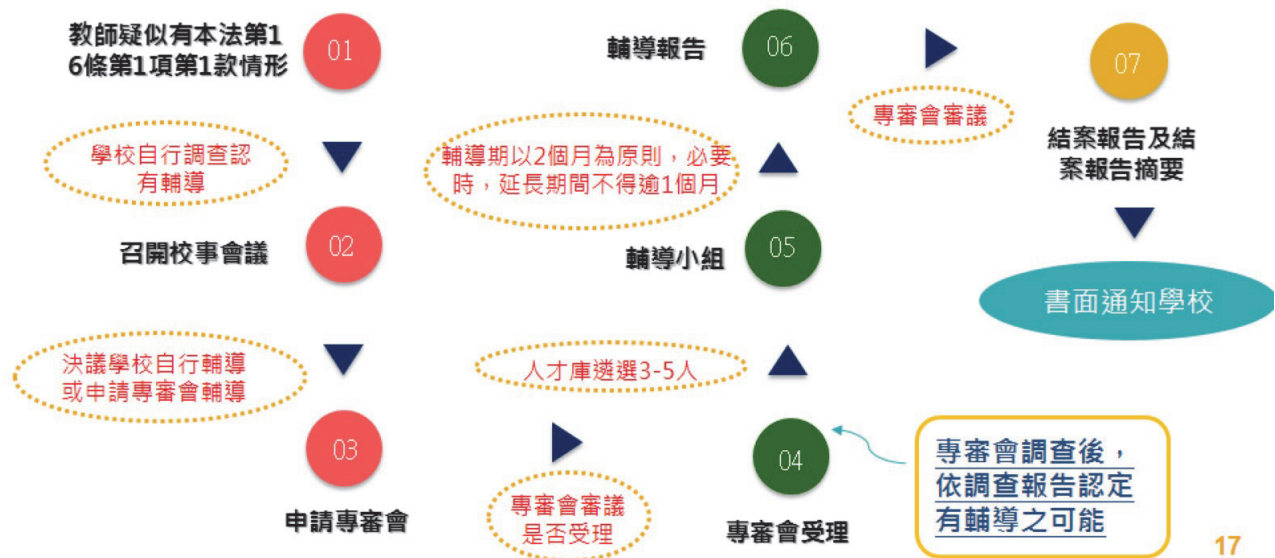 教師疑似有本法第1
6條第1項第1款情形
01
學校自行調查認
有輔導
召開校事會議
02
決議學校自行輔導
或申請專審會輔導
03
申請專審會
專審會審議
是否受理
04
專審會受理
專審會調查後，
依調查報告認定
有輔導之可能
人才庫遴選3-5人
輔導小組
05
輔導期以2個月為原則，必要
時，延長期間不得逾1個月
輔導報告
06
專審會審議
07
結案報告及結
案報告摘要
書面通知學校
17